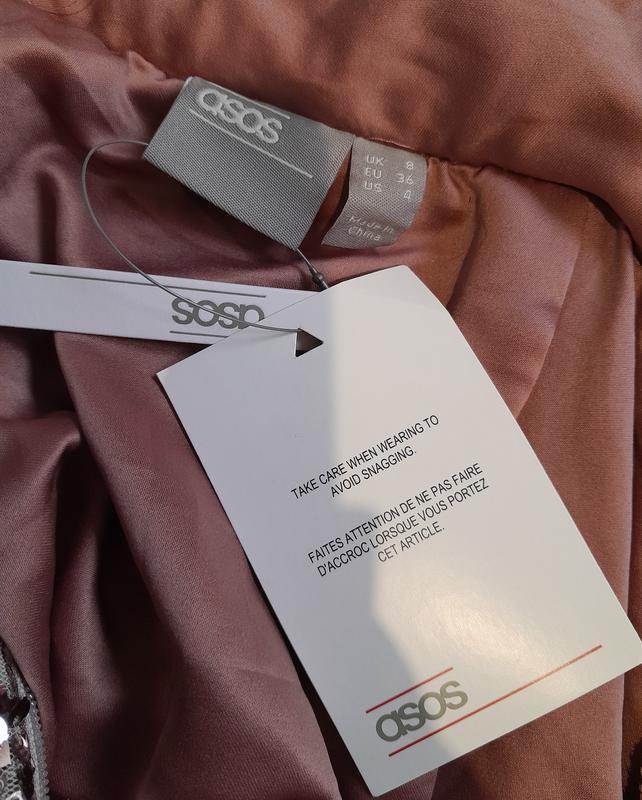 asos
UK 8
EU 36
US 4
Made in
China
asos
TAKE CARE WHEN WEARING TO
AVOID SNAGGING.
FAITES ATTENTION DE NE PAS FAIRE
D'ACCROC LORSQUE VOUS PORTEZ
CET ARTICLE.
asos